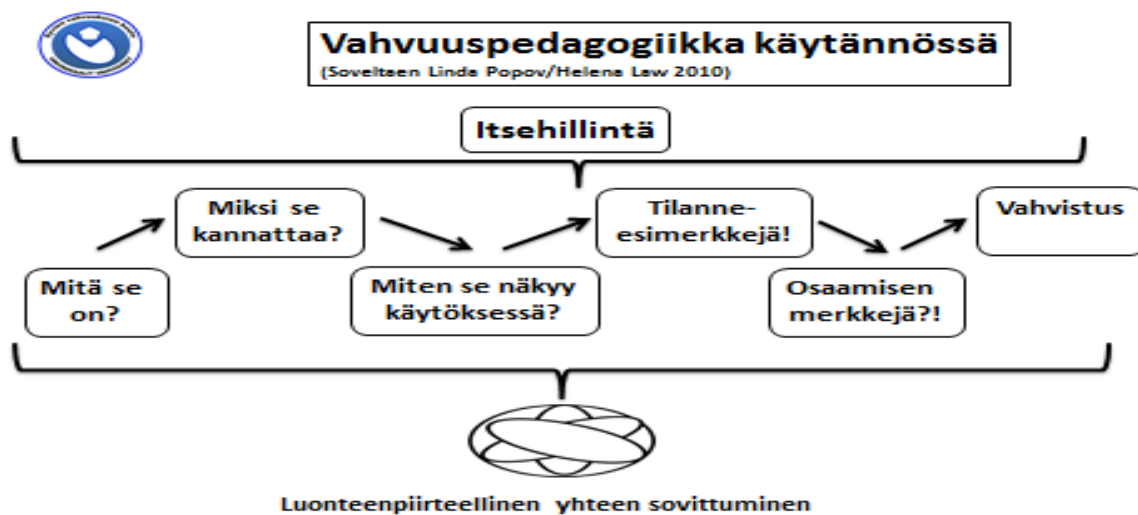 Vahvuuspedagogiikka käytännössä
(Soveltaen Linda Popov/Helena Law 2010)
Itsehillintä
Mitä se
on?
Miksi se
kannattaa?
Miten se näkyy
käytöksessä?
Tilanne-
esimerkkejä!
Osaamisen
merkkejä?!
Vahvistus
Luonteenpiirteellinen yhteen sovittuminen